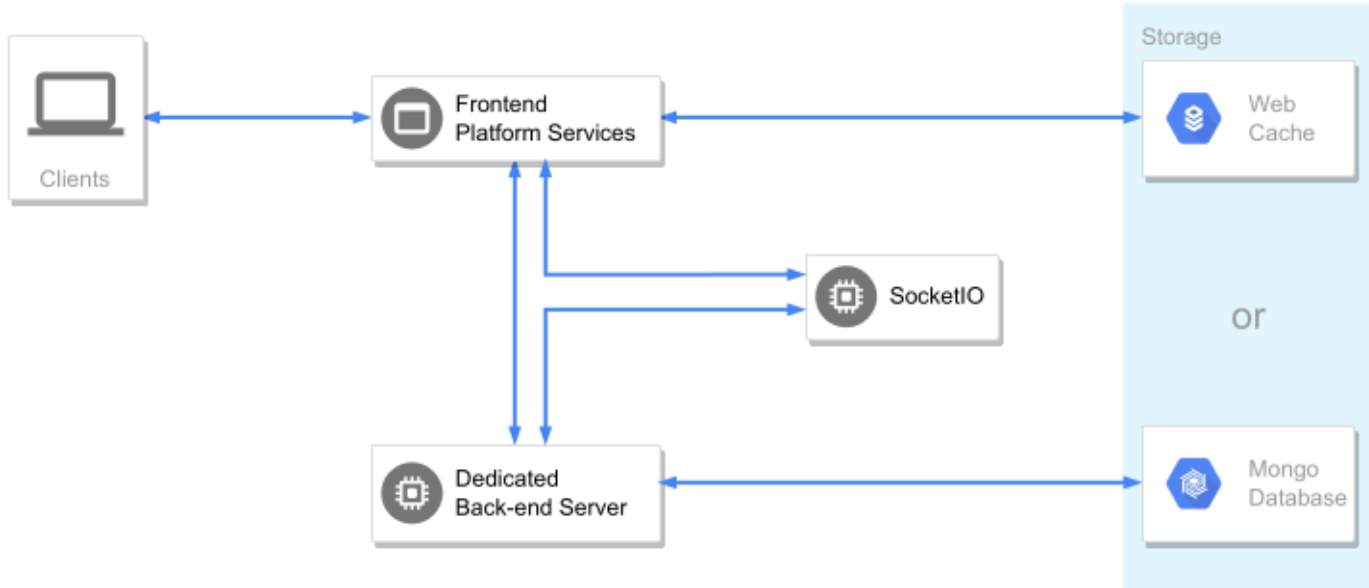 Storage
Clients
Frontend
Platform Services
Web
Cache
SocketIO
or
Dedicated
Back-end Server
Mongo
Database